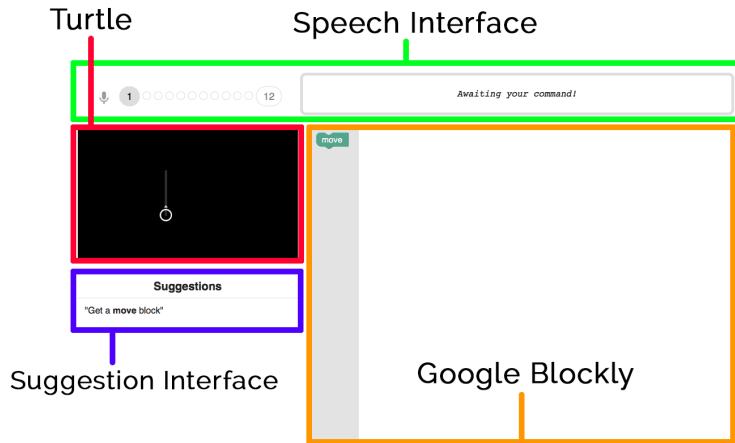 Turtle
Speech Interface
1
12
Awaiting your command!
move
Suggestions
"Get a move block"
Suggestion Interface
Google Blockly